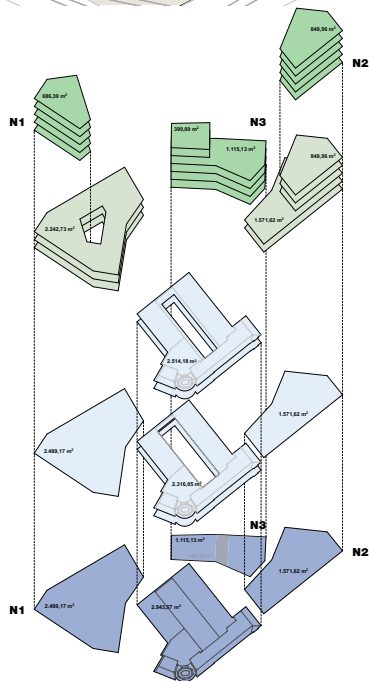 849,96 m²
N2
686,39 m²
N1
N3
390,89 m²
1.115,13 m²
849,96 m²
1.571,62 m²
2.242,73 m²
2.514,18 m²
1.571,62 m²
2.489,17 m²
2.316,05 m²
N3
1.115,13 m²
N2
1.571,62 m²
2.489,17 m²
2.943,57 m²
N1